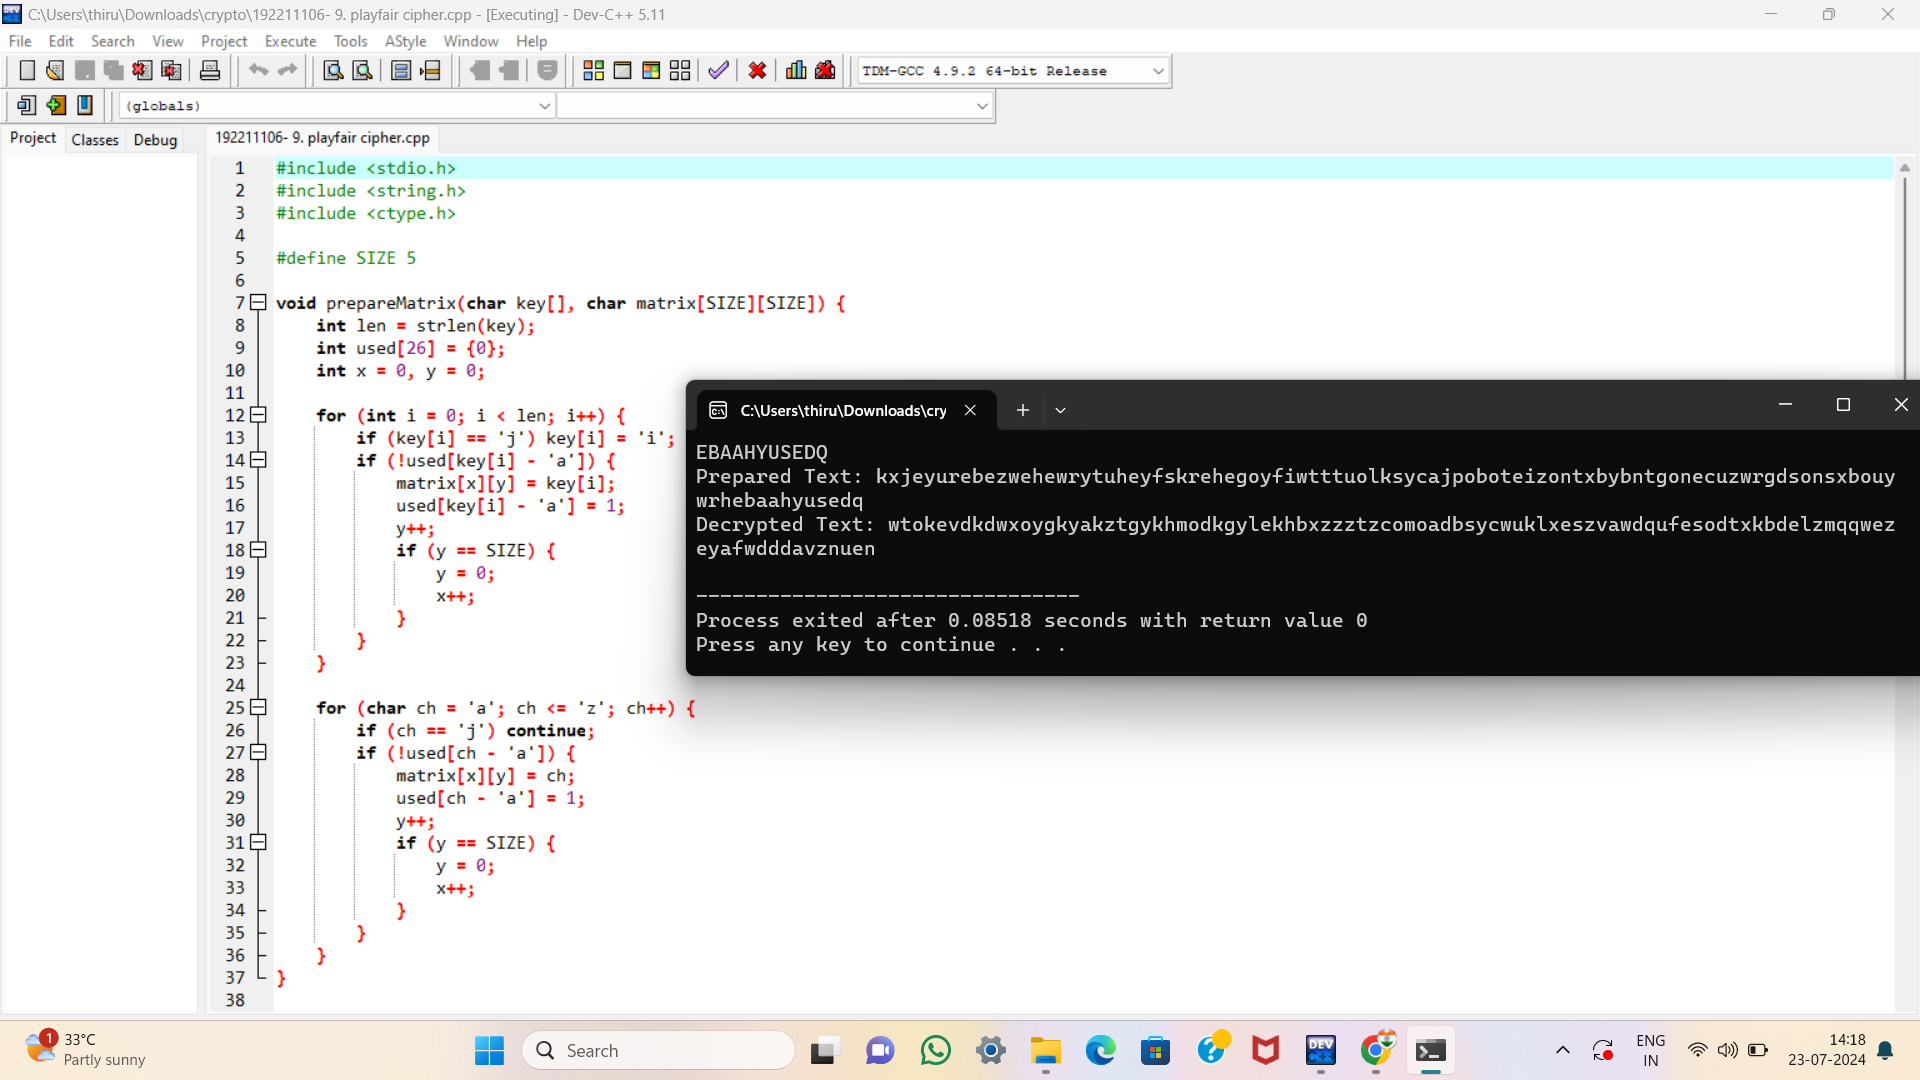 C:\Users\thiru\Downloads\crypto\192211106- 9. playfair cipher.cpp - [Executing] - Dev-C++ 5.11
File Edit Search View Project Execute Tools AStyle Window Help
TDM-GCC 4.9.2 64-bit Release
(globals)
Project Classes Debug
192211106- 9. playfair cipher.cpp
1 #include <stdio.h>
2 #include <string.h>
3 #include <ctype.h>
4
5 #define SIZE 5
6
7 void prepareMatrix(char key[], char matrix[SIZE][SIZE]) {
8 int len = strlen(key);
9 int used[26] = {0};
10 int x = 0, y = 0;
11
12 for (int i = 0; i < len; i++) {
13 if (key[i] == 'j') key[i] = 'i';
14 if (!used[key[i] - 'a']) {
15 matrix[x][y] = key[i];
16 used[key[i] - 'a'] = 1;
17 y++;
18 if (y == SIZE) {
19 y = 0;
20 x++;
21 }
22 }
23 }
24
25 for (char ch = 'a'; ch <= 'z'; ch++) {
26 if (ch == 'j') continue;
27 if (!used[ch - 'a']) {
28 matrix[x][y] = ch;
29 used[ch - 'a'] = 1;
30 y++;
31 if (y == SIZE) {
32 y = 0;
33 x++;
34 }
35 }
36 }
37 }
38
C:\Users\thiru\Downloads\cry
EBAAHYUSEDQ
Prepared Text: kxjeyurebezwehewrytuheyfskrehegoyfiwtttuolksycajpoboteizontxbybntgonecuzwrgdsonsxbouy
wrhebaahyusedq
Decrypted Text: wtokevdkdwxoygkyakztgykhmodkgylekhbxzzztzcomoadbsycwuklxeszvawdqufesodtxkbdelzmqqwez
eyafwdddavznuen
--------------------------------
Process exited after 0.08518 seconds with return value 0
Press any key to continue . . .
1
33°C
Partly sunny
Search
DEV
ENG
IN
14:18
23-07-2024